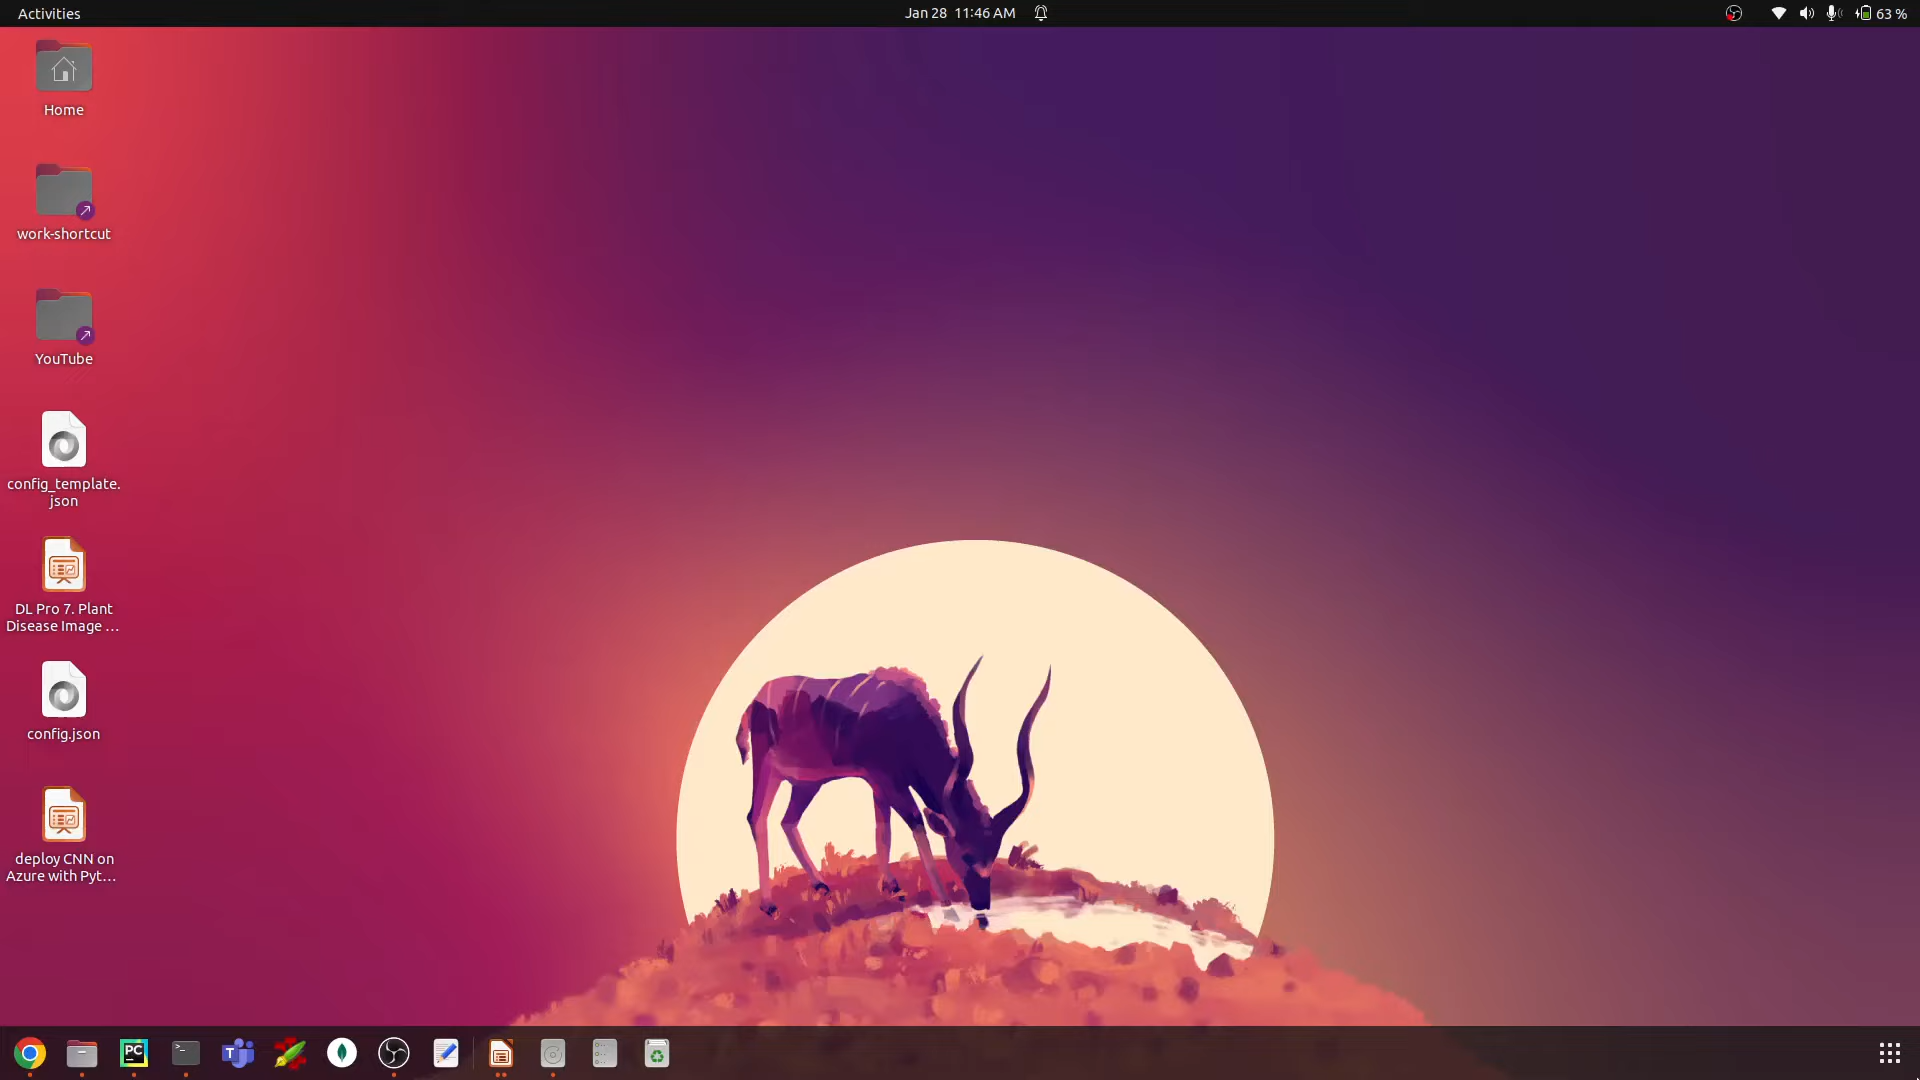 Activities
Jan 28 11:46 AM
63 %
Home
work-shortcut
YouTube
config_template.
json
DL Pro 7. Plant
Disease Image ...
config.json
deploy CNN on
Azure with Pyt...
PC
T